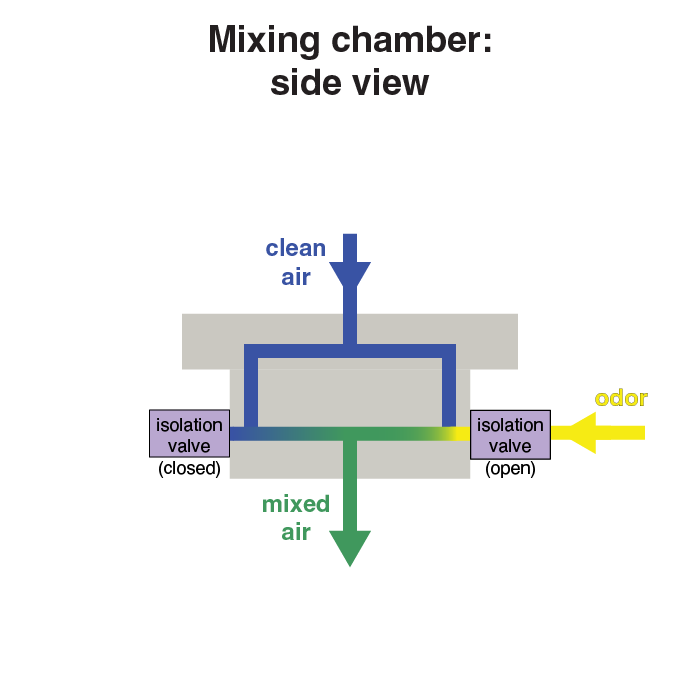 Mixing chamber:
side view
clean
air
odor
isolation
valve
(closed)
isolation
valve
(open)
mixed
air